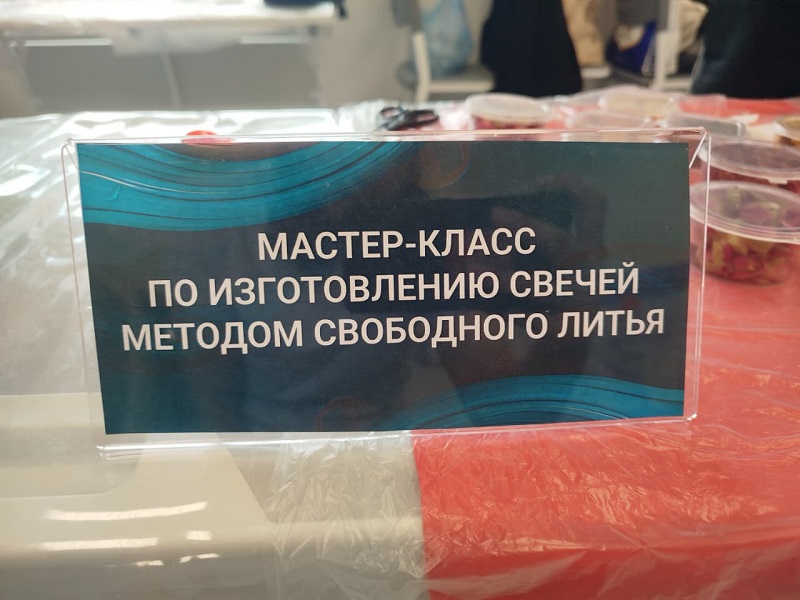 МАСТЕР-КЛАСС
ПО ИЗГОТОВЛЕНИЮ СВЕЧЕЙ
МЕТОДОМ СВОБОДНОГО ЛИТЬЯ